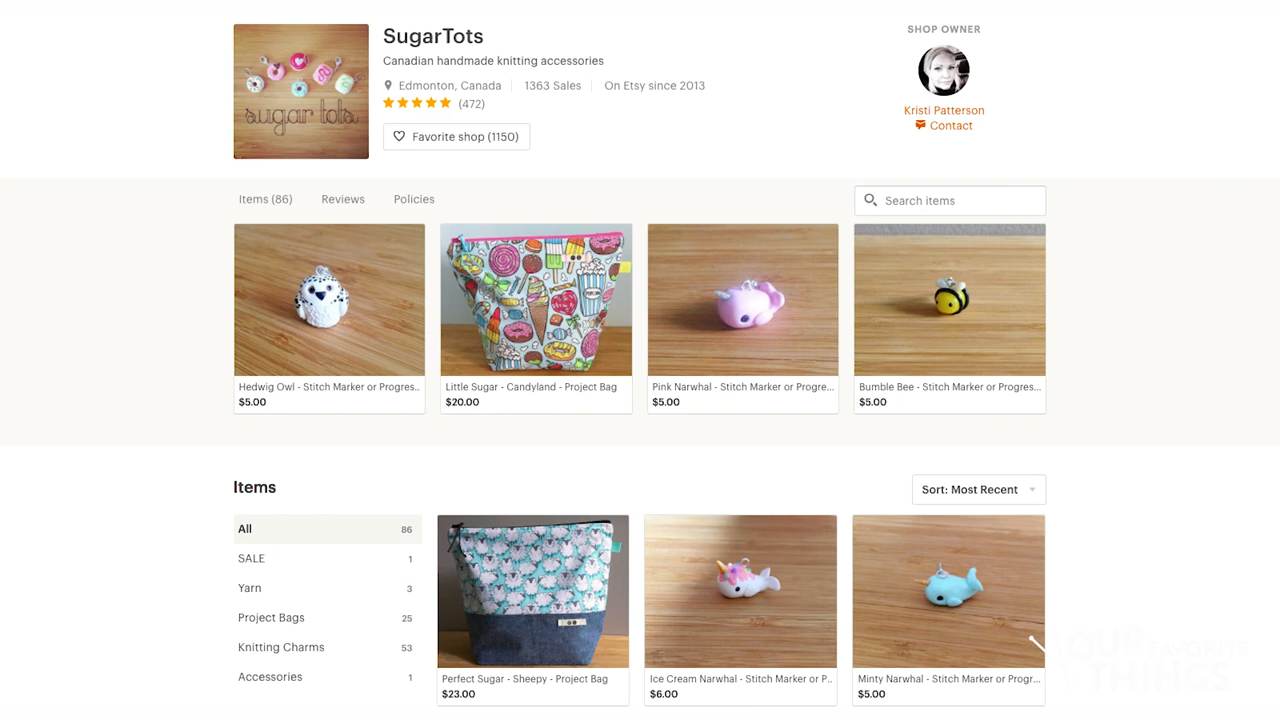 SugarTots
Canadian handmade knitting accessories
Edmonton, Canada 1363 Sales On Etsy since 2013
(472)
Favorite shop (1150)
sugar tots
SHOP OWNER
Kristi Patterson
Contact
Items (86) Reviews Policies
Search items
Hedwig Owl - Stitch Marker or Progres..
$5.00
Little Sugar - Candyland - Project Bag
$20.00
Pink Narwhal - Stitch Marker or Progre...
$5.00
Bumble Bee - Stitch Marker or Progres...
$5.00
Items
Sort: Most Recent
All 86
SALE 1
Yarn 3
Project Bags 25
Knitting Charms 53
Accessories 1
Perfect Sugar - Sheepy - Project Bag
$23.00
Ice Cream Narwhal - Stitch Marker or P..
$6.00
Minty Narwhal - Stitch Marker or Progr...
$5.00
OUR FAVORITE
THINGS